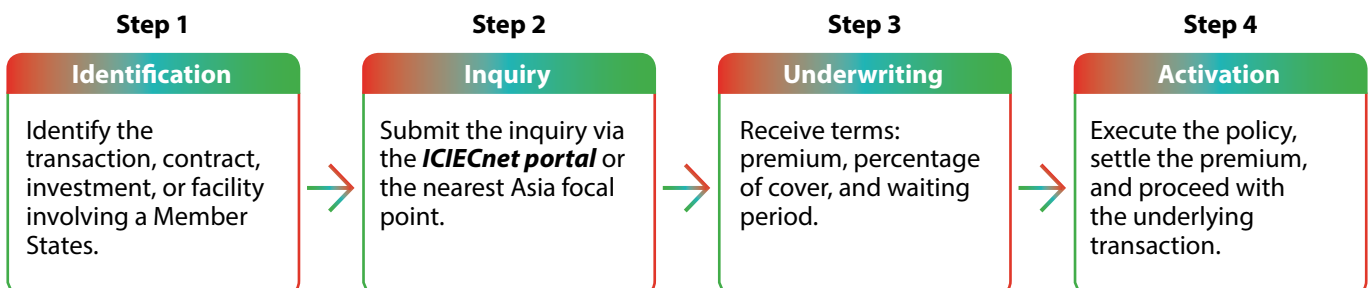 Step 1
Identification
Identify the
transaction, contract,
investment, or facility
involving a Member
States.
Step 2
Inquiry
Submit the inquiry via
the ICIECnet portal or
the nearest Asia focal
point.
Step 3
Underwriting
Receive terms:
premium, percentage
of cover, and waiting
period.
Step 4
Activation
Execute the policy,
settle the premium,
and proceed with
the underlying
transaction.